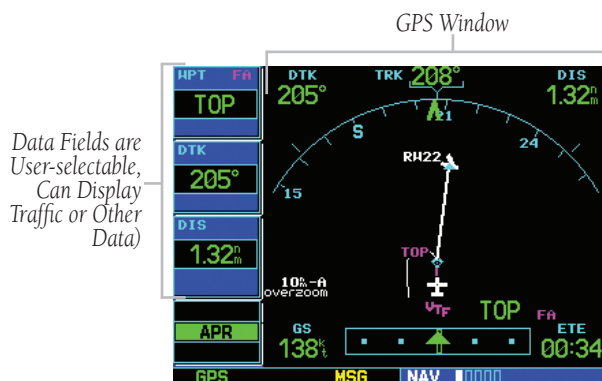 GPS Window
Data Fields are
User-selectable,
Can Display
Traffic or Other
Data)
WPT FA
TOP
DTK
205°
DIS
1.32nm
APR
GPS
DTK
205°
TRK 208°
DIS
1.32nm
15
S
21
24
RW22
TOP
10nm-A
overzoom
VTF
TOP FA
GS
138kt
ETE
00:34
MSG
NAV